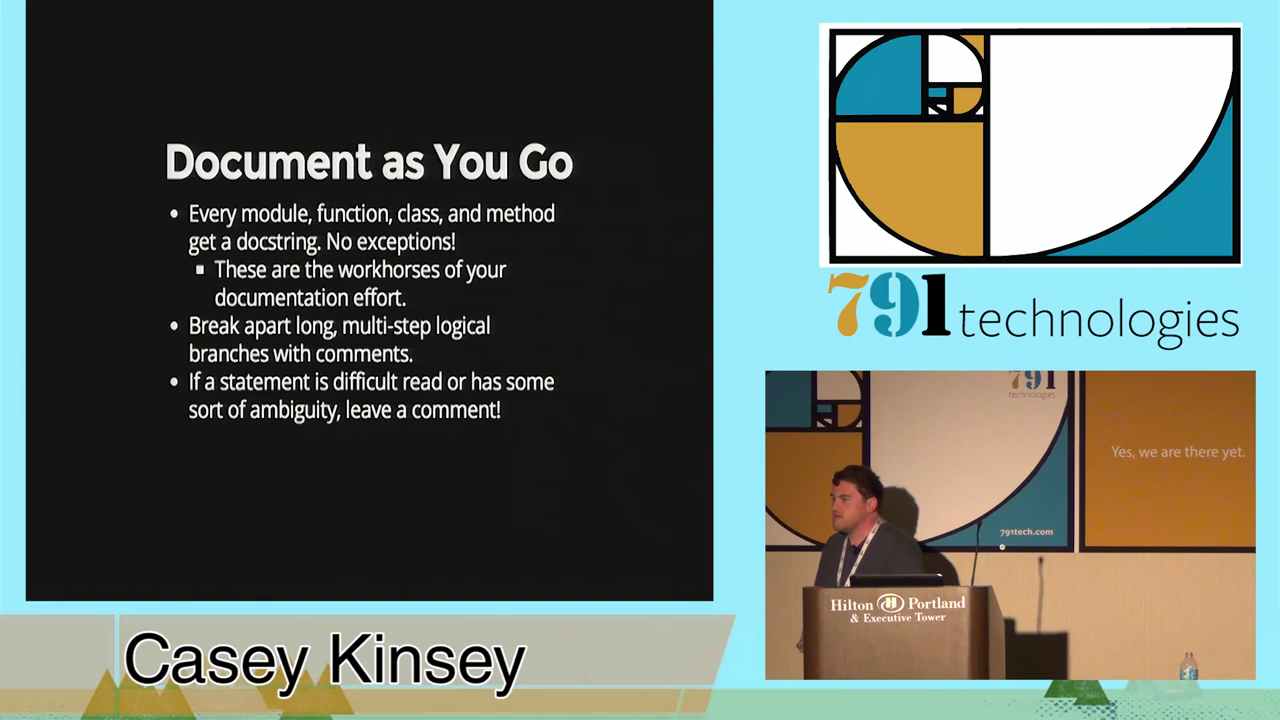 Document as You Go
Every module, function, class, and method
get a docstring. No exceptions!
These are the workhorses of your
documentation effort.
Break apart long, multi-step logical
branches with comments.
If a statement is difficult read or has some
sort of ambiguity, leave a comment!
791 technologies
791
technologies
Yes, we are there yet.
791tech.com
Hilton Portland
& Executive Tower
Casey Kinsey